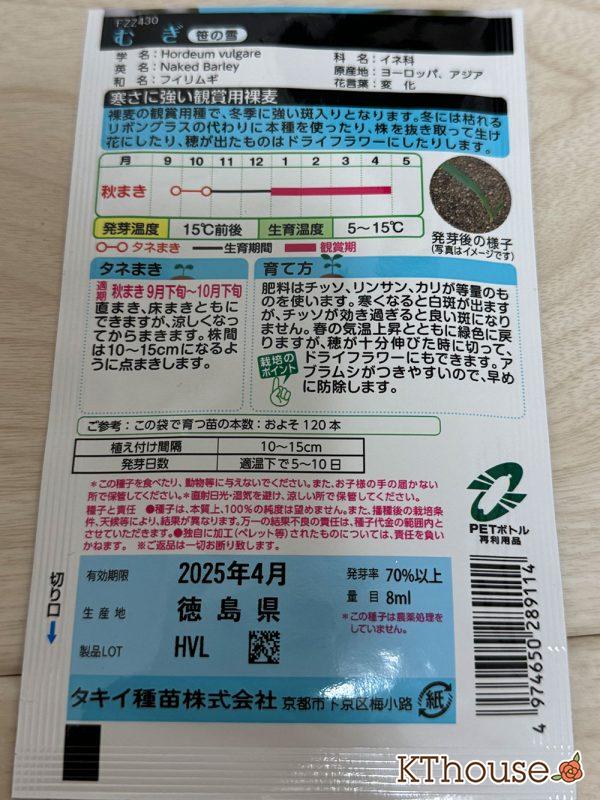 FZ2430
むぎ 笹の雪
学 名：Hordeum vulgare
英 名：Naked Barley
和 名：フイリムギ
科 名：イネ科
原産地：ヨーロッパ、アジア
花言葉：変 化
寒さに強い観賞用裸麦
裸麦の観賞用種で、冬季に強い斑入りとなります。冬には枯れる
リボングラスの代わりに本種を使ったり、株を抜き取って生け
花にしたり、穂が出たものはドライフラワーにしたりします。
月 9 10 11 12 1 2 3 4 5
秋まき
発芽温度 15℃前後 生育温度 5～15℃
タネまき 生育期間 観賞期
発芽後の様子
(写真はイメージです)
タネまき
適期 秋まき9月下旬～10月下旬
直まき、床まきともに
できますが、涼しくなっ
てからまきます。株間
は10～15cmになるよ
うに点まきします。
育て方
肥料はチッソ、リンサン、カリが等量のも
のを使います。寒くなると白斑が出ます
が、チッソが効き過ぎると良い斑になり
ません。春の気温上昇とともに緑色に戻
りますが、穂が十分伸びた時に切って、
ドライフラワーにもできます。ア
ブラムシがつきやすいので、早め
に防除します。
栽培の
ポイント
ご参考：この袋で育つ苗の本数：およそ120本
植え付け間隔 10～15cm
発芽日数 適温下で5～10日
＊この種子を食べたり、動物等に与えないでください。また、お子様の手の届かない
所で保管してください。＊直射日光・湿気を避け、涼しい所で保管してください。
種子と責任 ●種子は、本質上、100%の純度は望めません。また、播種後の栽培条
件、天候等により、結果が異なります。万一の結果不良の責任は、種子代金の範囲内と
させていただきます。●独自に加工(ペレット等)されたものについては、責任を負い
かねます。 ※ご返品は一切お断り致します。
PETボトル
再利用品
切り口
有効期限 2025年4月
発芽率 70%以上
生産地 徳島県
量 目 8ml
＊この種子は農薬処理を
していません。
製品LOT HVL
タキイ種苗株式会社 京都市下京区梅小路
紙
4 974650 289114
KThouse